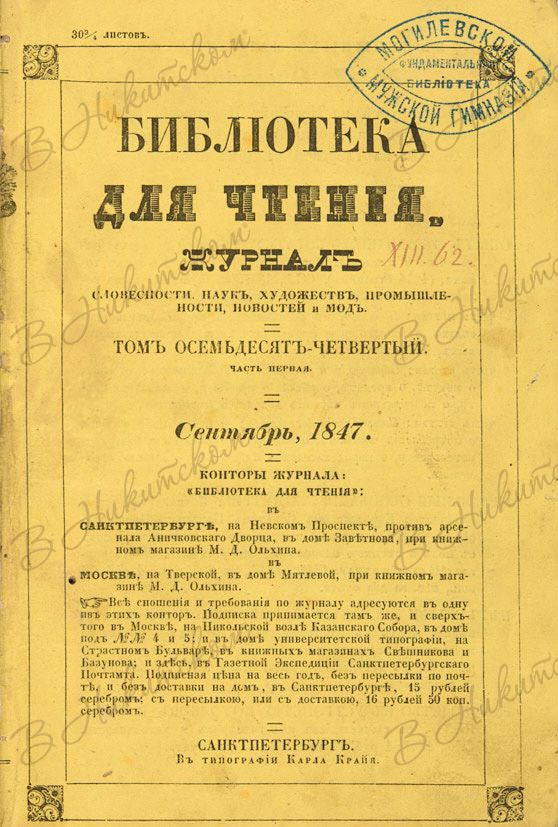 30¾ листовъ.
МОГИЛЕВСКОЙ
ФУНДАМЕНТАЛЬНАЯ
БИБЛІОТЕКА
МУЖСКОЙ ГИМНАЗІИ
БИБЛІОТЕКА
ДЛЯ ЧТЕНІЯ,
ЖУРНАЛЪ
XIII. 62.
СЛОВЕСНОСТИ, НАУКЪ, ХУДОЖЕСТВЪ, ПРОМЫШЛЕ-
НОСТИ, НОВОСТЕЙ и МОДЪ.
ТОМЪ ОСЕМЬДЕСЯТЪ-ЧЕТВЕРТЫЙ.
ЧАСТЬ ПЕРВАЯ.
Сентябрь, 1847.
КОНТОРЫ ЖУРНАЛА:
«БИБЛІОТЕКА ДЛЯ ЧТЕНІЯ»:
ВЪ
САНКТПЕТЕРБУРГѢ, на Невскомъ Проспектѣ, противъ арсе-
нала Аничковскаго Дворца, въ домѣ Завѣтнова, при книж-
номъ магазинѣ М. Д. Ольхина.
ВЪ
МОСКВѢ, на Тверской, въ домѣ Мятлевой, при книжномъ мага-
зинѣ М. Д. Ольхина.
☞Всѣ сношенія и требованія по журналу адресуются въ одну
изъ этихъ конторъ. Подписка принимается тамъ же, и сверхъ-
того въ Москвѣ, на Никольской возлѣ Казанскаго Собора, въ домѣ
подъ №№ 4 и 5; и въ домѣ университетской типографіи, на
Страстномъ Бульварѣ, въ книжныхъ магазинахъ Свѣшникова и
Базунова; и здѣсь, въ Газетной Экспедиціи Санктпетербургскаго
Почтамта. Подписная цѣна на весь годъ, безъ пересылки по поч-
тѣ, и безъ доставки на домъ, въ Санктпетербургѣ, 15 рублей
серебромъ; съ пересылкою, или съ доставкою, 16 рублей 50 коп.
серебромъ.
САНКТПЕТЕРБУРГЪ.
Въ типографіи Карла Крайя.
В Никитском